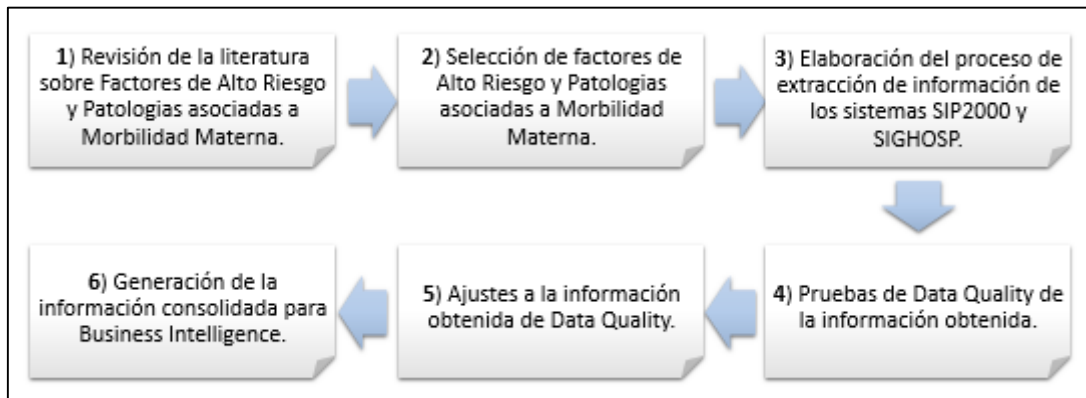 1) Revisión de la literatura
sobre Factores de Alto Riesgo
y Patologias asociadas a
Morbilidad Materna.
2) Selección de factores de
Alto Riesgo y Patologias
asociadas a Morbilidad
Materna.
3) Elaboración del proceso de
extracción de información de
los sistemas SIP2000 y
SIGHOSP.
4) Pruebas de Data Quality de
la información obtenida.
5) Ajustes a la información
obtenida de Data Quality.
6) Generación de la
información consolidada para
Business Intelligence.